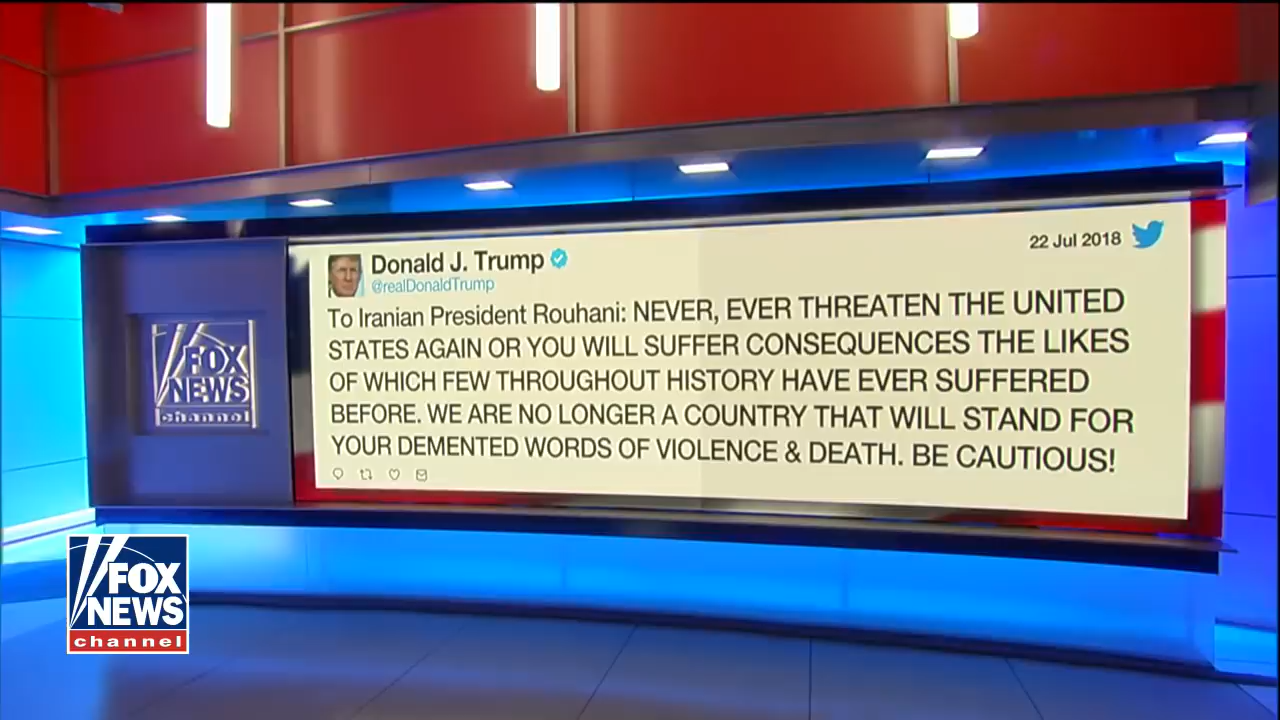 22 Jul 2018
Donald J. Trump
@realDonaldTrump
To Iranian President Rouhani: NEVER, EVER THREATEN THE UNITED
STATES AGAIN OR YOU WILL SUFFER CONSEQUENCES THE LIKES
OF WHICH FEW THROUGHOUT HISTORY HAVE EVER SUFFERED
BEFORE. WE ARE NO LONGER A COUNTRY THAT WILL STAND FOR
YOUR DEMENTED WORDS OF VIOLENCE & DEATH. BE CAUTIOUS!
FOX
NEWS
channel
FOX
NEWS
channel